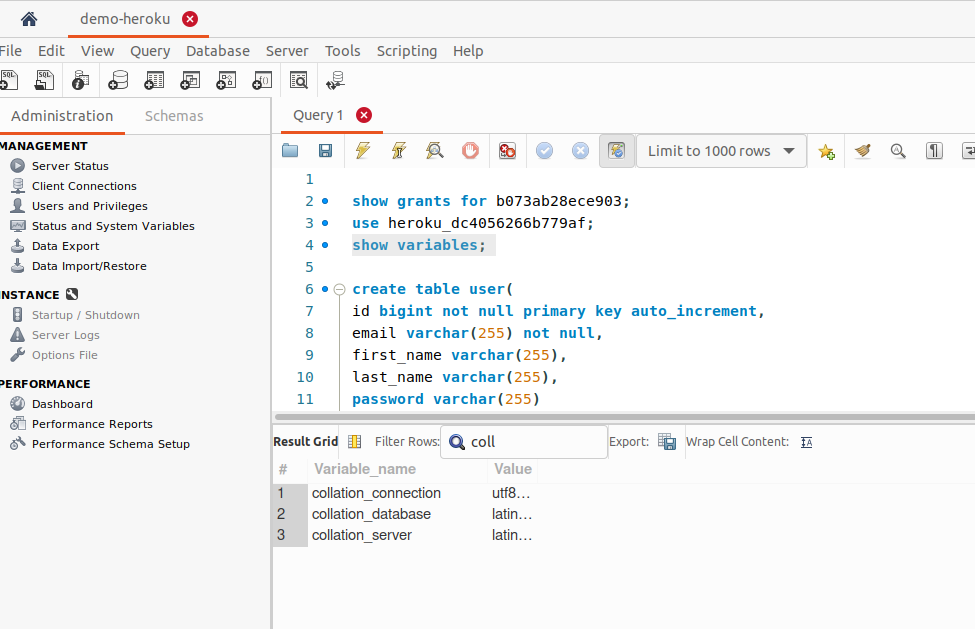 demo-heroku
File Edit View Query Database Server Tools Scripting Help
Administration Schemas
MANAGEMENT
Server Status
Client Connections
Users and Privileges
Status and System Variables
Data Export
Data Import/Restore
INSTANCE
Startup / Shutdown
Server Logs
Options File
PERFORMANCE
Dashboard
Performance Reports
Performance Schema Setup
Query 1
Limit to 1000 rows
1
2 show grants for b073ab28ece903;
3 use heroku_dc4056266b779af;
4 show variables;
5
6 create table user(
7 id bigint not null primary key auto_increment,
8 email varchar(255) not null,
9 first_name varchar(255),
10 last_name varchar(255),
11 password varchar(255)
Result Grid Filter Rows: coll Export: Wrap Cell Content:
# Variable_name Value
1 collation_connection utf8...
2 collation_database latin...
3 collation_server latin...